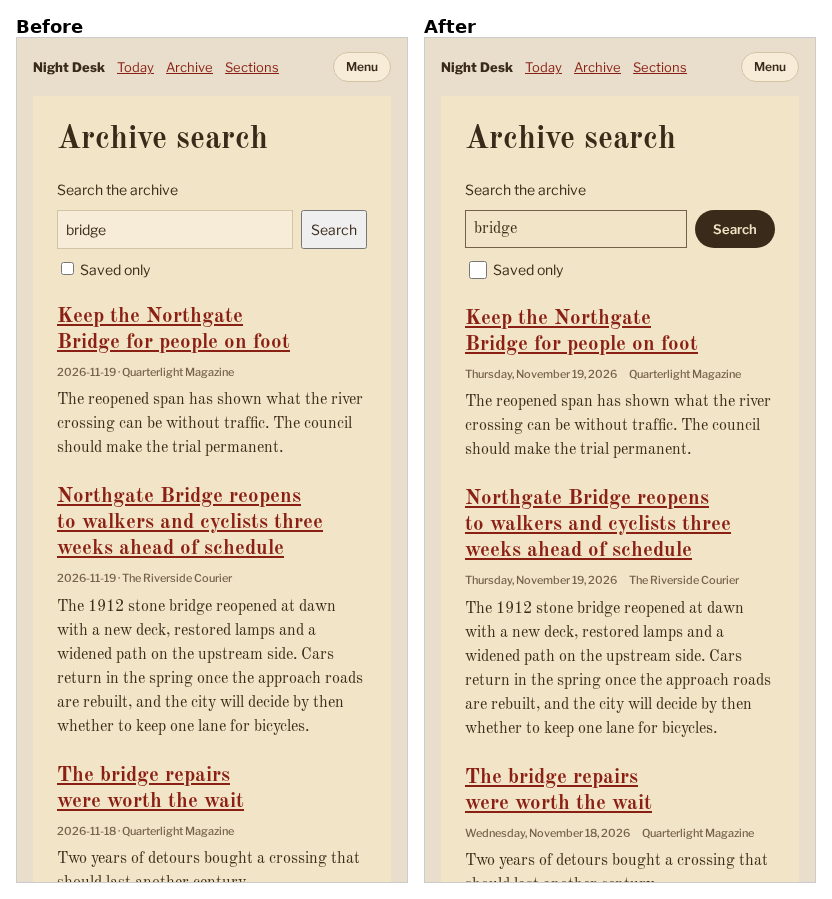 Before
Night Desk Today Archive Sections Menu
Archive search
Search the archive
bridge Search
Saved only
Keep the Northgate
Bridge for people on foot
2026-11-19 · Quarterlight Magazine
The reopened span has shown what the river
crossing can be without traffic. The council
should make the trial permanent.
Northgate Bridge reopens
to walkers and cyclists three
weeks ahead of schedule
2026-11-19 · The Riverside Courier
The 1912 stone bridge reopened at dawn
with a new deck, restored lamps and a
widened path on the upstream side. Cars
return in the spring once the approach roads
are rebuilt, and the city will decide by then
whether to keep one lane for bicycles.
The bridge repairs
were worth the wait
2026-11-18 · Quarterlight Magazine
Two years of detours bought a crossing that
should last another century.
After
Night Desk Today Archive Sections Menu
Archive search
Search the archive
bridge Search
Saved only
Keep the Northgate
Bridge for people on foot
Thursday, November 19, 2026 Quarterlight Magazine
The reopened span has shown what the river
crossing can be without traffic. The council
should make the trial permanent.
Northgate Bridge reopens
to walkers and cyclists three
weeks ahead of schedule
Thursday, November 19, 2026 The Riverside Courier
The 1912 stone bridge reopened at dawn
with a new deck, restored lamps and a
widened path on the upstream side. Cars
return in the spring once the approach roads
are rebuilt, and the city will decide by then
whether to keep one lane for bicycles.
The bridge repairs
were worth the wait
Wednesday, November 18, 2026 Quarterlight Magazine
Two years of detours bought a crossing that
should last another century.